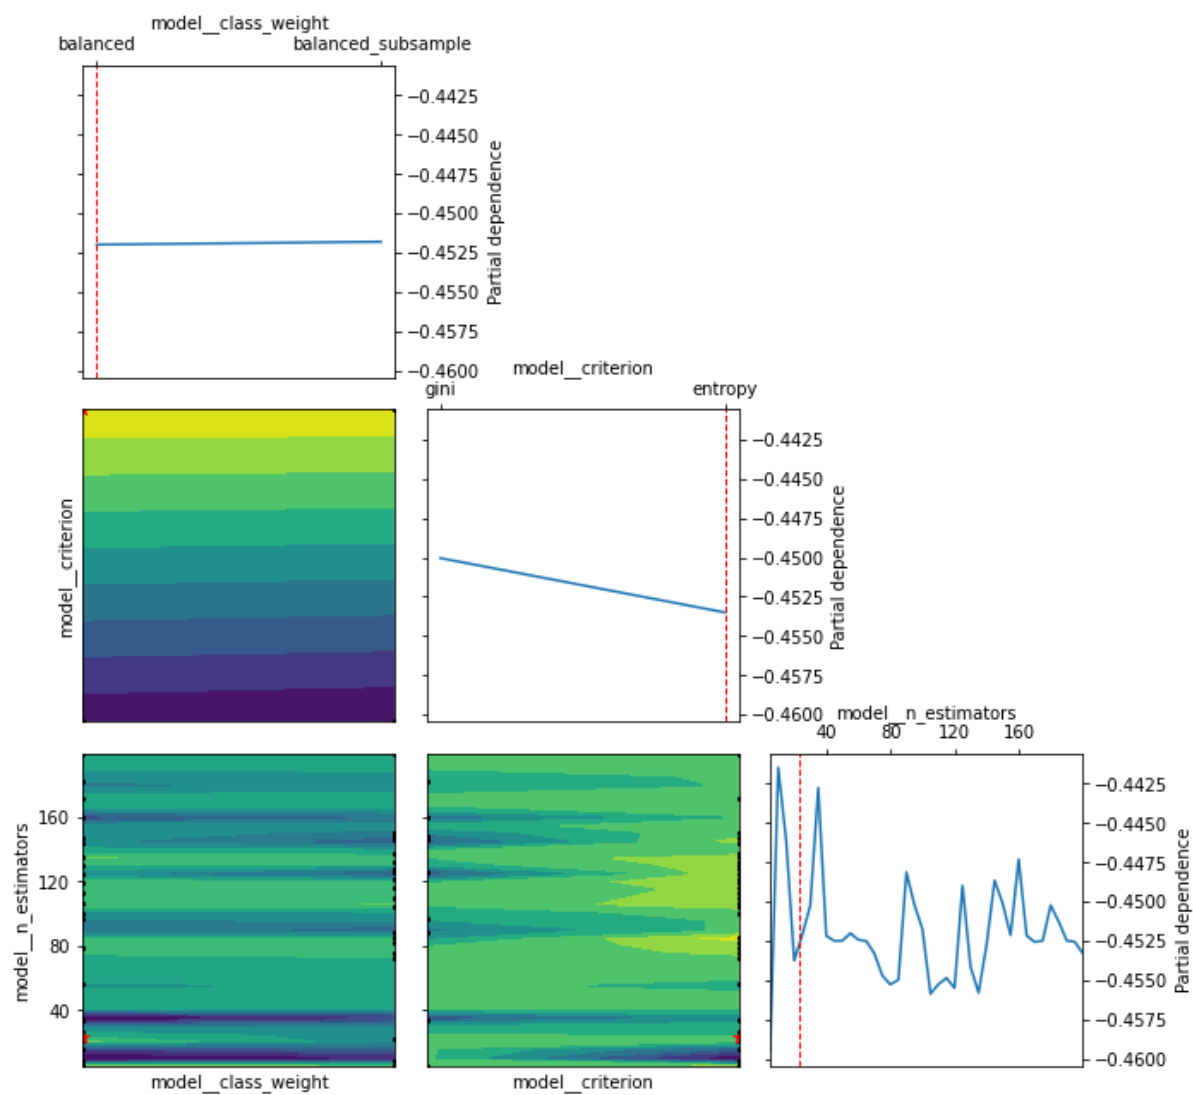 model__class_weight
balanced balanced_subsample
−0.4425
−0.4450
−0.4475
−0.4500
−0.4525
−0.4550
−0.4575
−0.4600
Partial dependence
model__criterion
gini entropy
model__criterion
−0.4425
−0.4450
−0.4475
−0.4500
−0.4525
−0.4550
−0.4575
−0.4600
Partial dependence
model__n_estimators
40 80 120 160
model__n_estimators
160
120
80
40
−0.4425
−0.4450
−0.4475
−0.4500
−0.4525
−0.4550
−0.4575
−0.4600
Partial dependence
model__class_weight
model__criterion